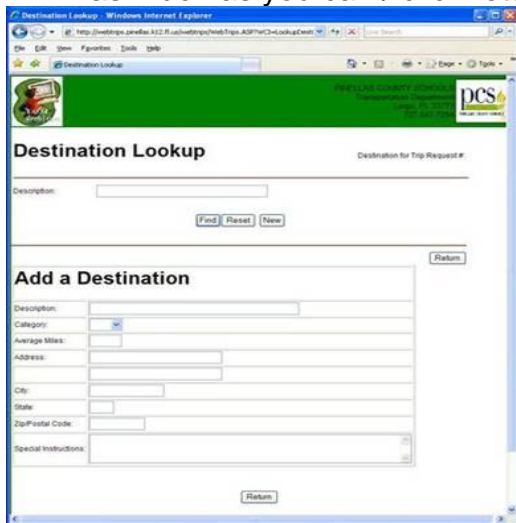 Destination Lookup - Windows Internet Explorer
File Edit View Favorites Tools Help
Destination Lookup
Page Tools
PINELLAS COUNTY SCHOOLS
Transportation Department
pcs
Destination Lookup
Destination for Trip Request #:
Description:
Find Reset New
Return
Add a Destination
Description:
Category:
Average Miles:
Address:
City:
State:
Zip/Postal Code:
Special Instructions:
Return